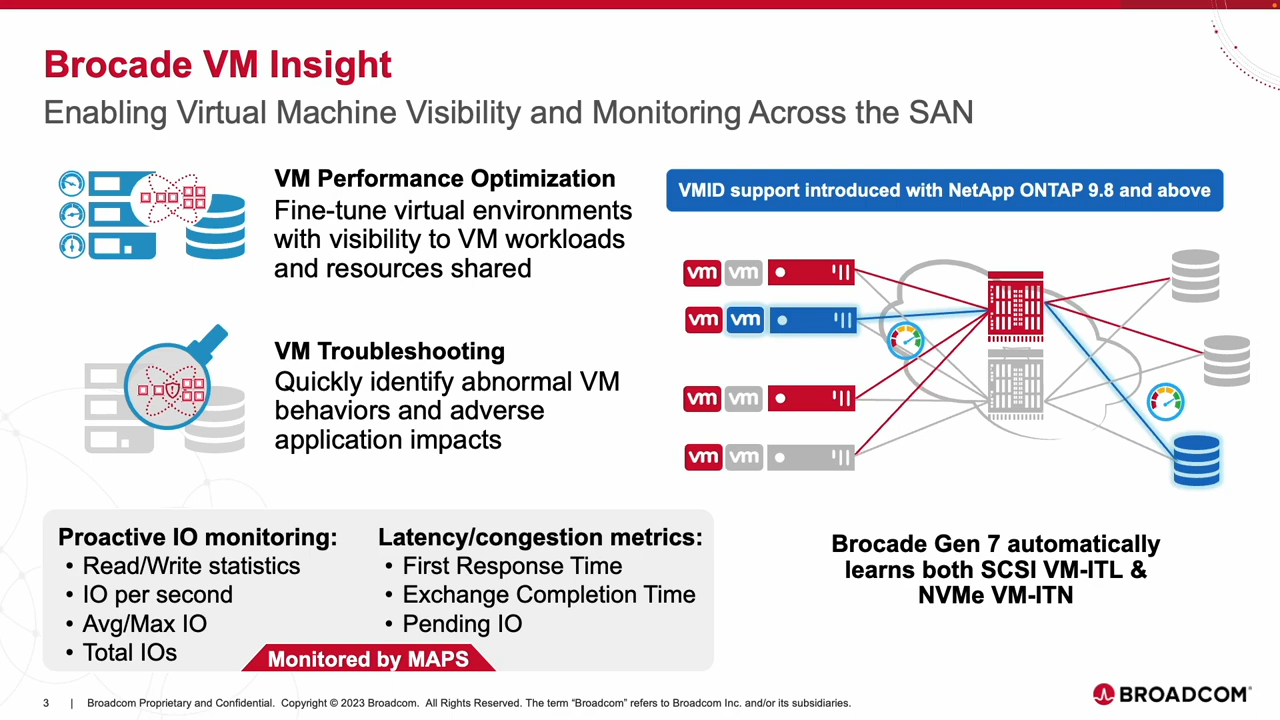 Brocade VM Insight
Enabling Virtual Machine Visibility and Monitoring Across the SAN
VM Performance Optimization
Fine-tune virtual environments
with visibility to VM workloads
and resources shared
VM Troubleshooting
Quickly identify abnormal VM
behaviors and adverse
application impacts
VMID support introduced with NetApp ONTAP 9.8 and above
vm vm
vm vm
vm vm
vm vm
Proactive IO monitoring:
• Read/Write statistics
• IO per second
• Avg/Max IO
• Total IOs
Latency/congestion metrics:
• First Response Time
• Exchange Completion Time
• Pending IO
Monitored by MAPS
Brocade Gen 7 automatically
learns both SCSI VM-ITL &
NVMe VM-ITN
3 | Broadcom Proprietary and Confidential. Copyright © 2023 Broadcom. All Rights Reserved. The term “Broadcom” refers to Broadcom Inc. and/or its subsidiaries.
BROADCOM®